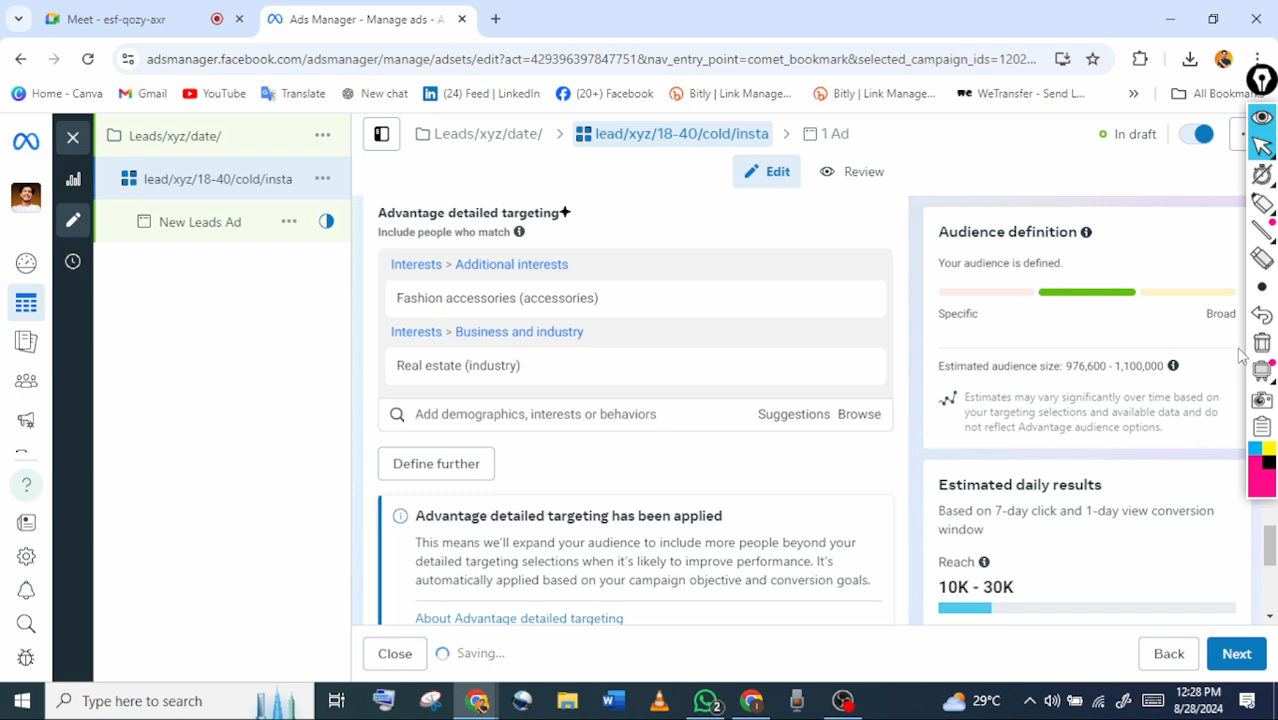 Meet - esf-qozy-axr
Ads Manager - Manage ads - A
adsmanager.facebook.com/adsmanager/manage/adsets/edit?act=429396397847751&nav_entry_point=comet_bookmark&selected_campaign_ids=1202...
Home - Canva
Gmail
YouTube
Translate
New chat
(24) Feed | LinkedIn
(20+) Facebook
Bitly | Link Manage...
Bitly | Link Manage...
WeTransfer - Send L...
All Bookmarks
Leads/xyz/date/
lead/xyz/18-40/cold/insta
New Leads Ad
Leads/xyz/date/ > lead/xyz/18-40/cold/insta > 1 Ad
In draft
Edit
Review
Advantage detailed targeting
Include people who match
Interests > Additional interests
Fashion accessories (accessories)
Interests > Business and industry
Real estate (industry)
Add demographics, interests or behaviors
Suggestions Browse
Define further
Advantage detailed targeting has been applied
This means we'll expand your audience to include more people beyond your
detailed targeting selections when it's likely to improve performance. It's
automatically applied based on your campaign objective and conversion goals.
About Advantage detailed targeting
Audience definition
Your audience is defined.
Specific
Broad
Estimated audience size: 976,600 - 1,100,000
Estimates may vary significantly over time based on
your targeting selections and available data and do
not reflect Advantage audience options.
Estimated daily results
Based on 7-day click and 1-day view conversion
window
Reach
10K - 30K
Close
Saving...
Back
Next
Type here to search
2
29°C
12:28 PM
8/28/2024